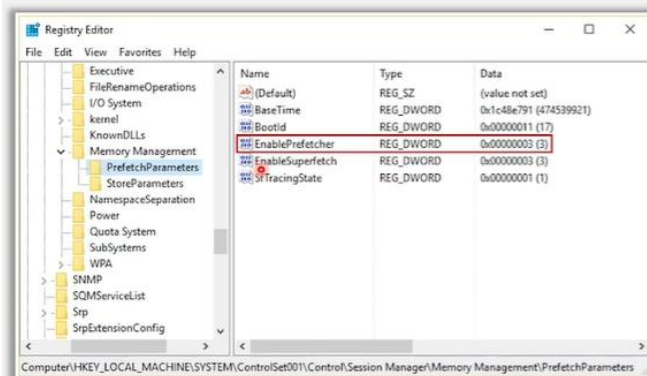 Registry Editor
File Edit View Favorites Help
Executive
FileRenameOperations
I/O System
kernel
KnownDLLs
Memory Management
PrefetchParameters
StoreParameters
NamespaceSeparation
Power
Quota System
SubSystems
WPA
SNMP
SQMServiceList
Srp
SrpExtensionConfig
Name Type Data
(Default) REG_SZ (value not set)
BaseTime REG_DWORD 0x1c48e791 (474539921)
BootId REG_DWORD 0x00000011 (17)
EnablePrefetcher REG_DWORD 0x00000003 (3)
EnableSuperfetch REG_DWORD 0x00000003 (3)
SfTracingState REG_DWORD 0x00000001 (1)
Computer\HKEY_LOCAL_MACHINE\SYSTEM\ControlSet001\Control\Session Manager\Memory Management\PrefetchParameters